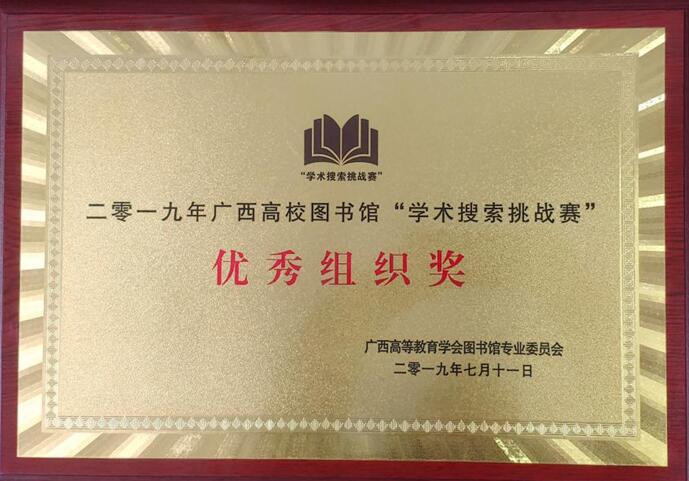 “学术搜索挑战赛”
二零一九年广西高校图书馆“学术搜索挑战赛”
优秀组织奖
广西高等教育学会图书馆专业委员会
二零一九年七月十一日